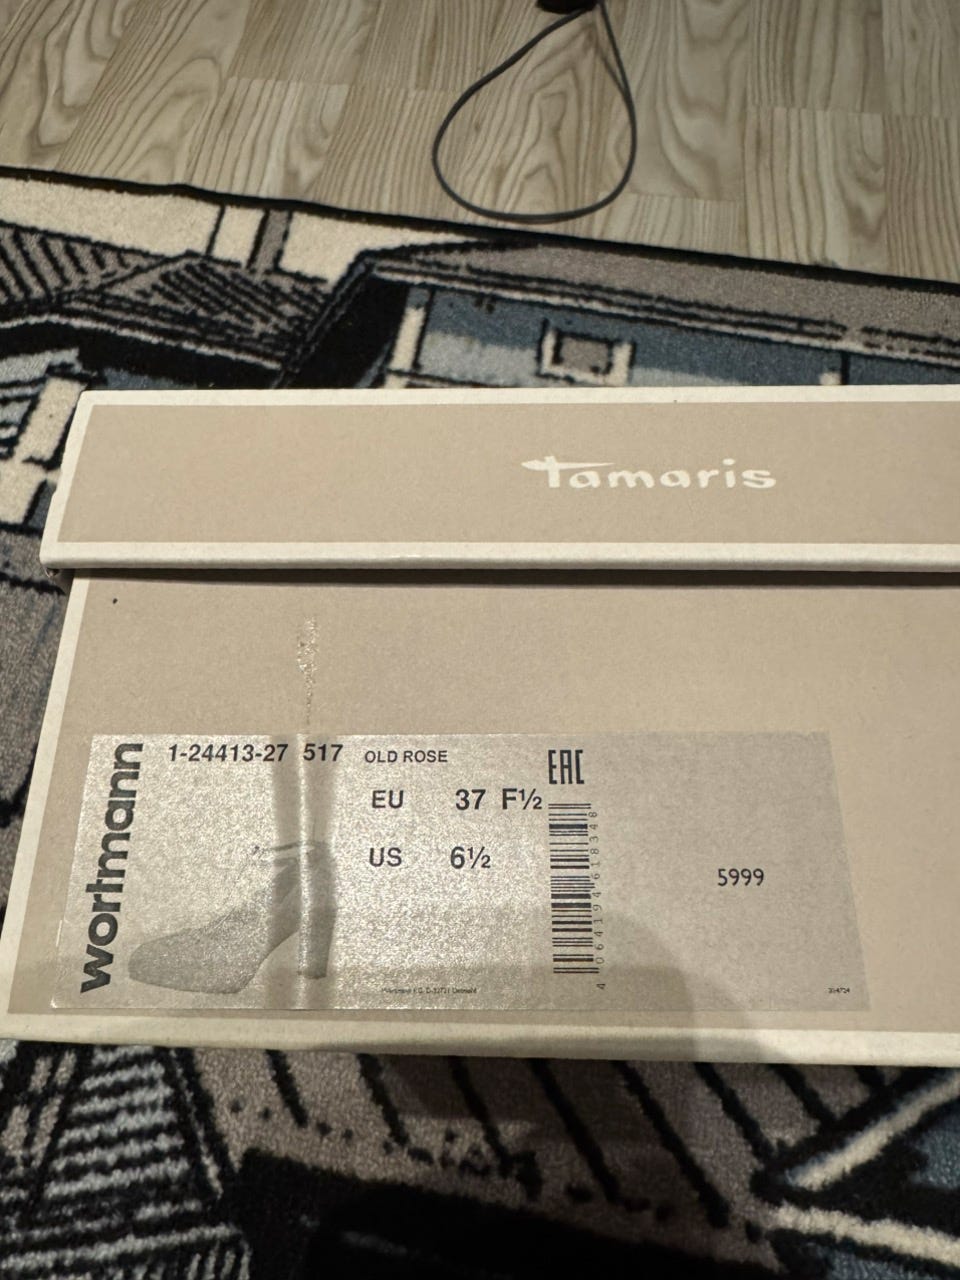 Tamaris
wortmann
1-24413-27 517 OLD ROSE
EAC
EU 37 F½
US 6½
4 064194 618348
5999